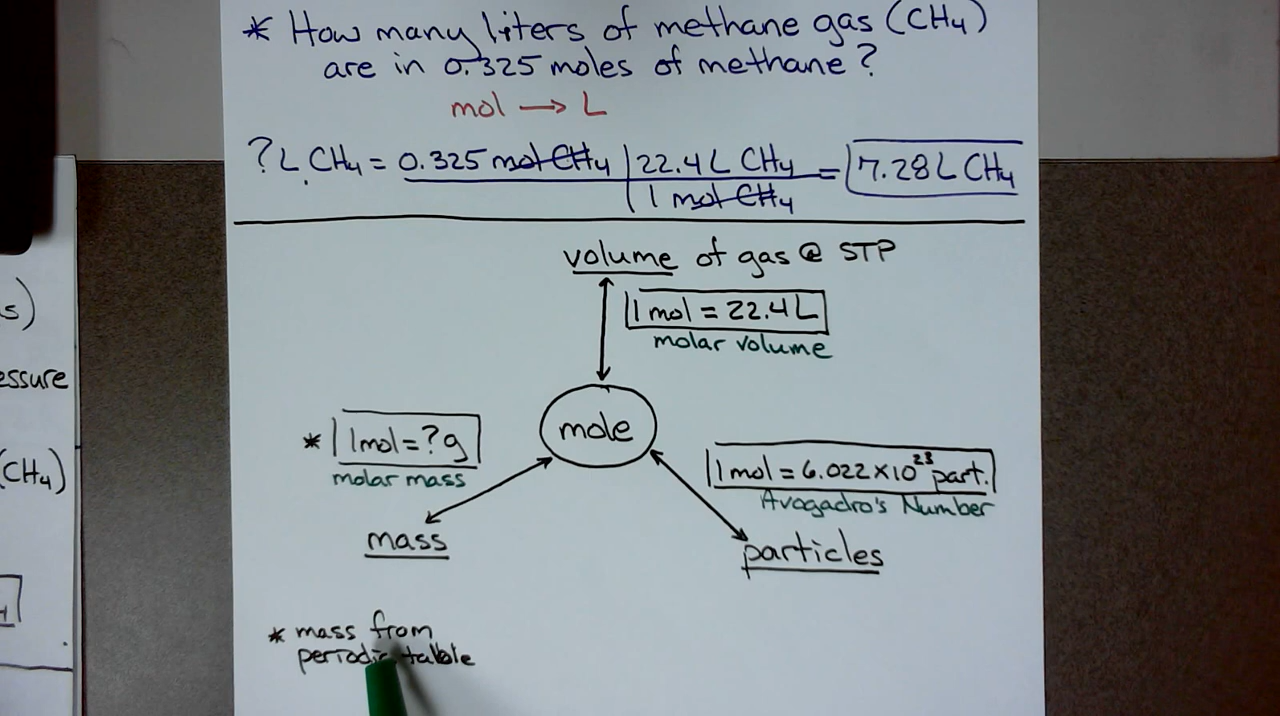 * How many liters of methane gas (CH₄)
are in 0.325 moles of methane?
mol → L
? L CH₄ = 0.325 mol CH₄ | 22.4 L CH₄ = 7.28 L CH₄
1 mol CH₄
volume of gas @ STP
1 mol = 22.4 L
molar volume
mole
* 1 mol = ? g
molar mass
mass
1 mol = 6.022 × 10²³ part.
Avogadro's Number
particles
* mass from
periodic table
s)
essure
(CH₄)